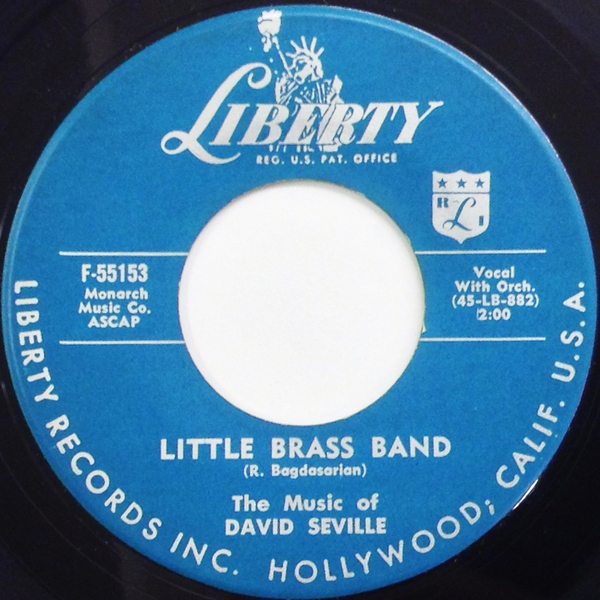 LIBERTY
REG. U.S. PAT. OFFICE
R L I
F-55153
Monarch
Music Co.
ASCAP
Vocal
With Orch.
(45-LB-882)
2:00
LITTLE BRASS BAND
(R. Bagdasarian)
The Music of
DAVID SEVILLE
LIBERTY RECORDS INC. HOLLYWOOD; CALIF. U.S.A.